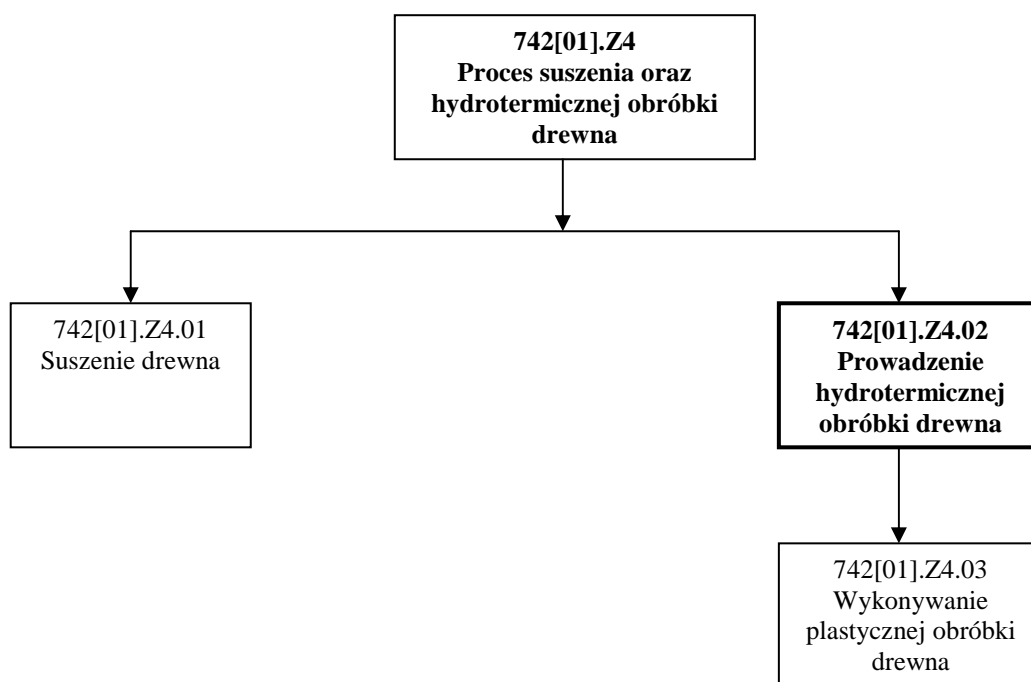 742[01].Z4
Proces suszenia oraz
hydrotermicznej obróbki
drewna
742[01].Z4.01
Suszenie drewna
742[01].Z4.02
Prowadzenie
hydrotermicznej
obróbki drewna
742[01].Z4.03
Wykonywanie
plastycznej obróbki
drewna